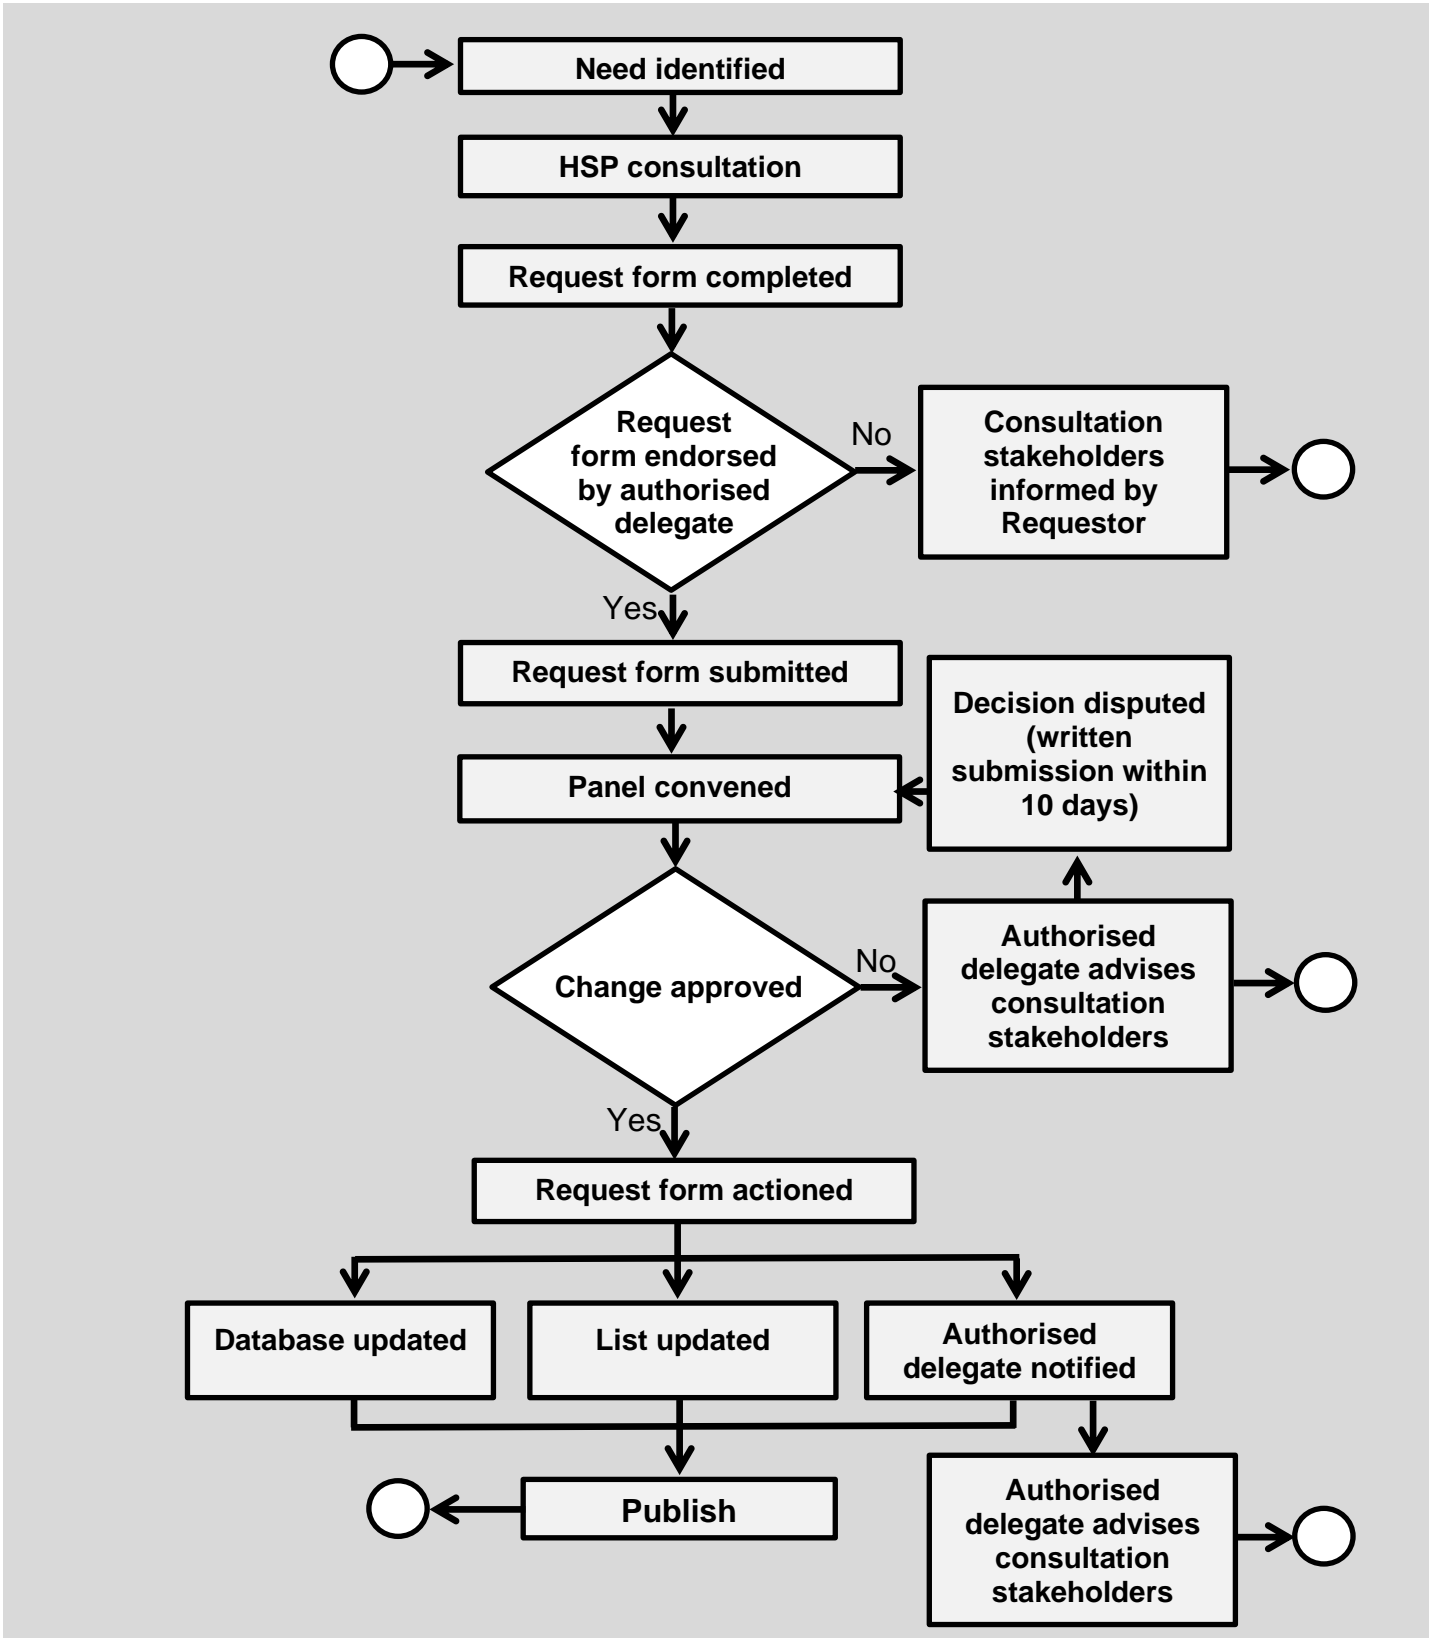 Need identified
HSP consultation
Request form completed
Request
form endorsed
by authorised
delegate
No
Consultation
stakeholders
informed by
Requestor
Yes
Request form submitted
Decision disputed
(written
submission within
10 days)
Panel convened
Change approved
No
Authorised
delegate advises
consultation
stakeholders
Yes
Request form actioned
Database updated
List updated
Authorised
delegate notified
Publish
Authorised
delegate advises
consultation
stakeholders